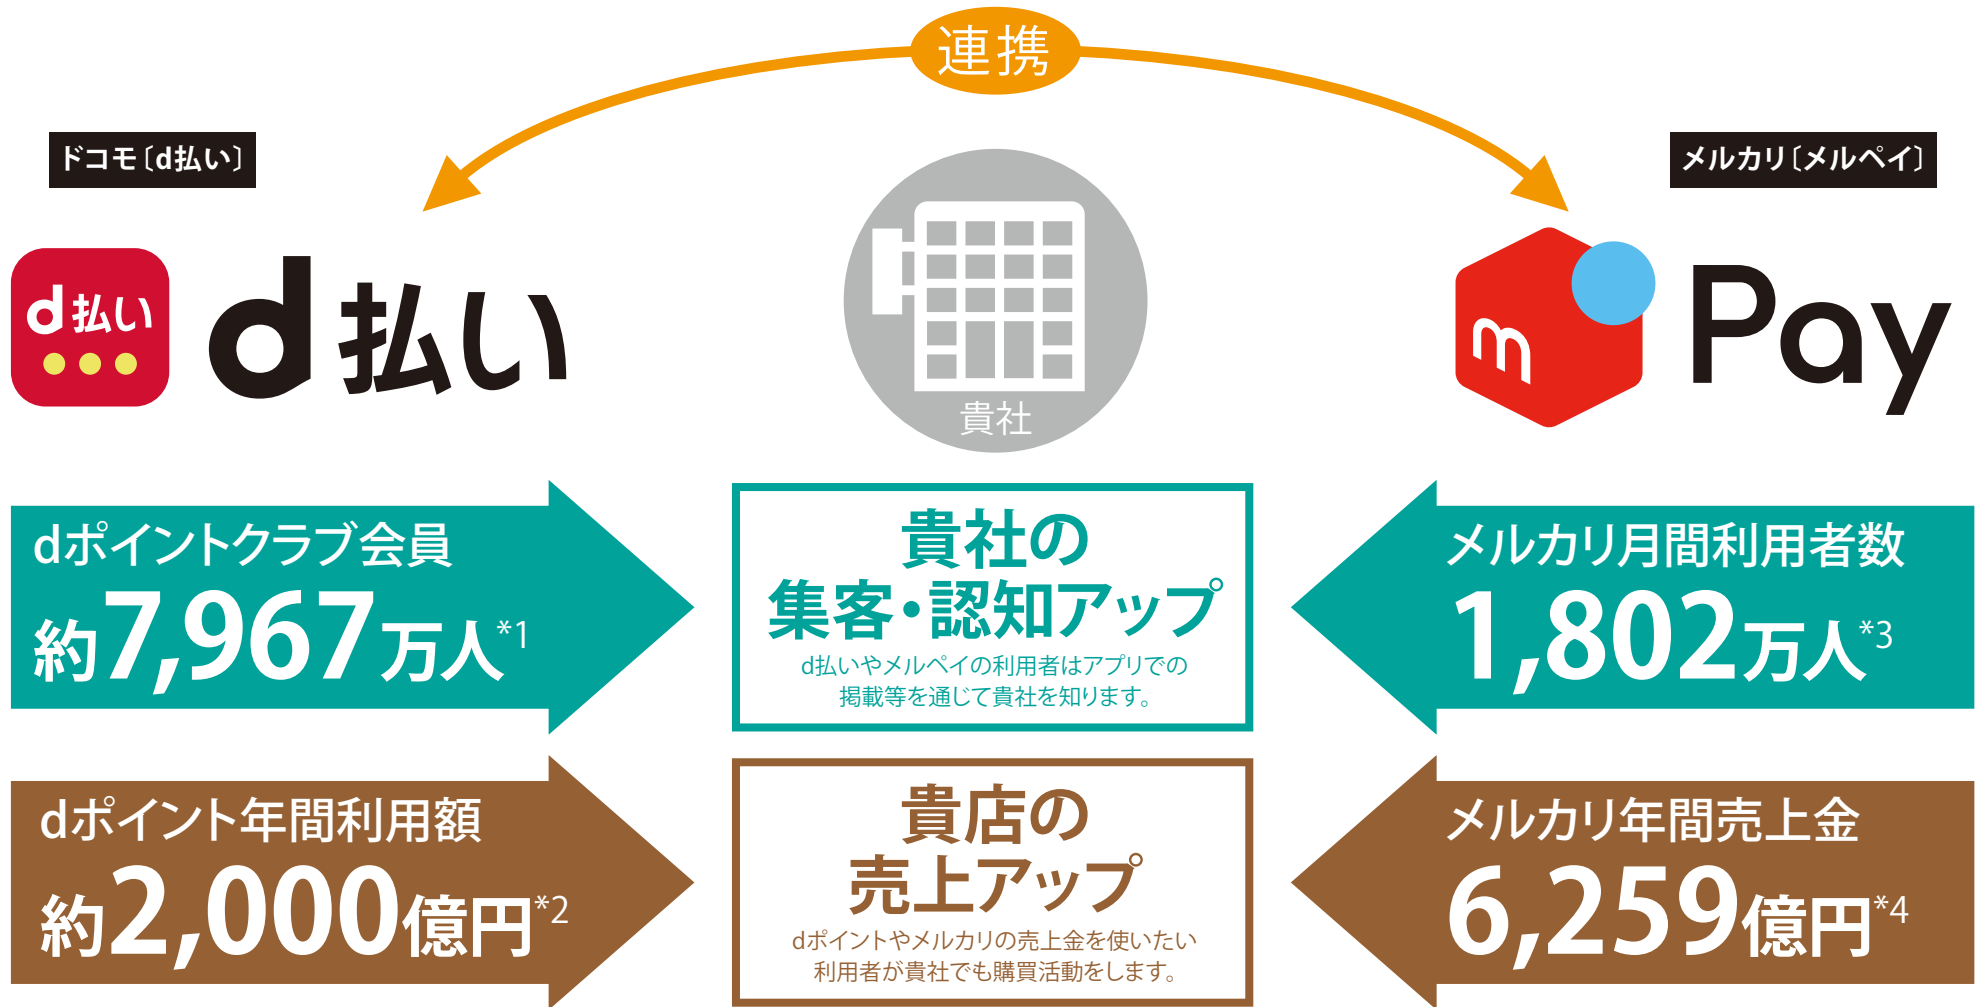 連携
ドコモ〔d払い〕
メルカリ〔メルペイ〕
d払い
d払い
貴社
m Pay
dポイントクラブ会員
約7,967万人*1
貴社の
集客・認知アップ
d払いやメルペイの利用者はアプリでの
掲載等を通じて貴社を知ります。
メルカリ月間利用者数
1,802万人*3
dポイント年間利用額
約2,000億円*2
貴店の
売上アップ
dポイントやメルカリの売上金を使いたい
利用者が貴社でも購買活動をします。
メルカリ年間売上金
6,259億円*4